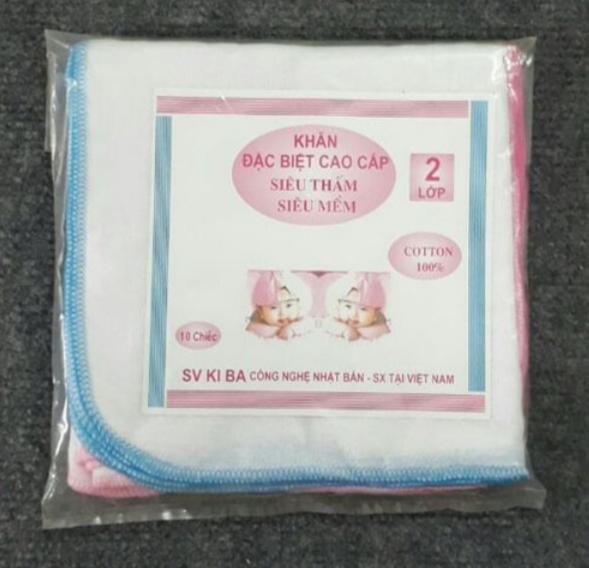 KHĂN
ĐẶC BIỆT CAO CẤP
SIÊU THẤM
SIÊU MỀM
2
LỚP
COTTON
100%
10 Chiếc
SV KI BA CÔNG NGHỆ NHẬT BẢN - SX TẠI VIỆT NAM